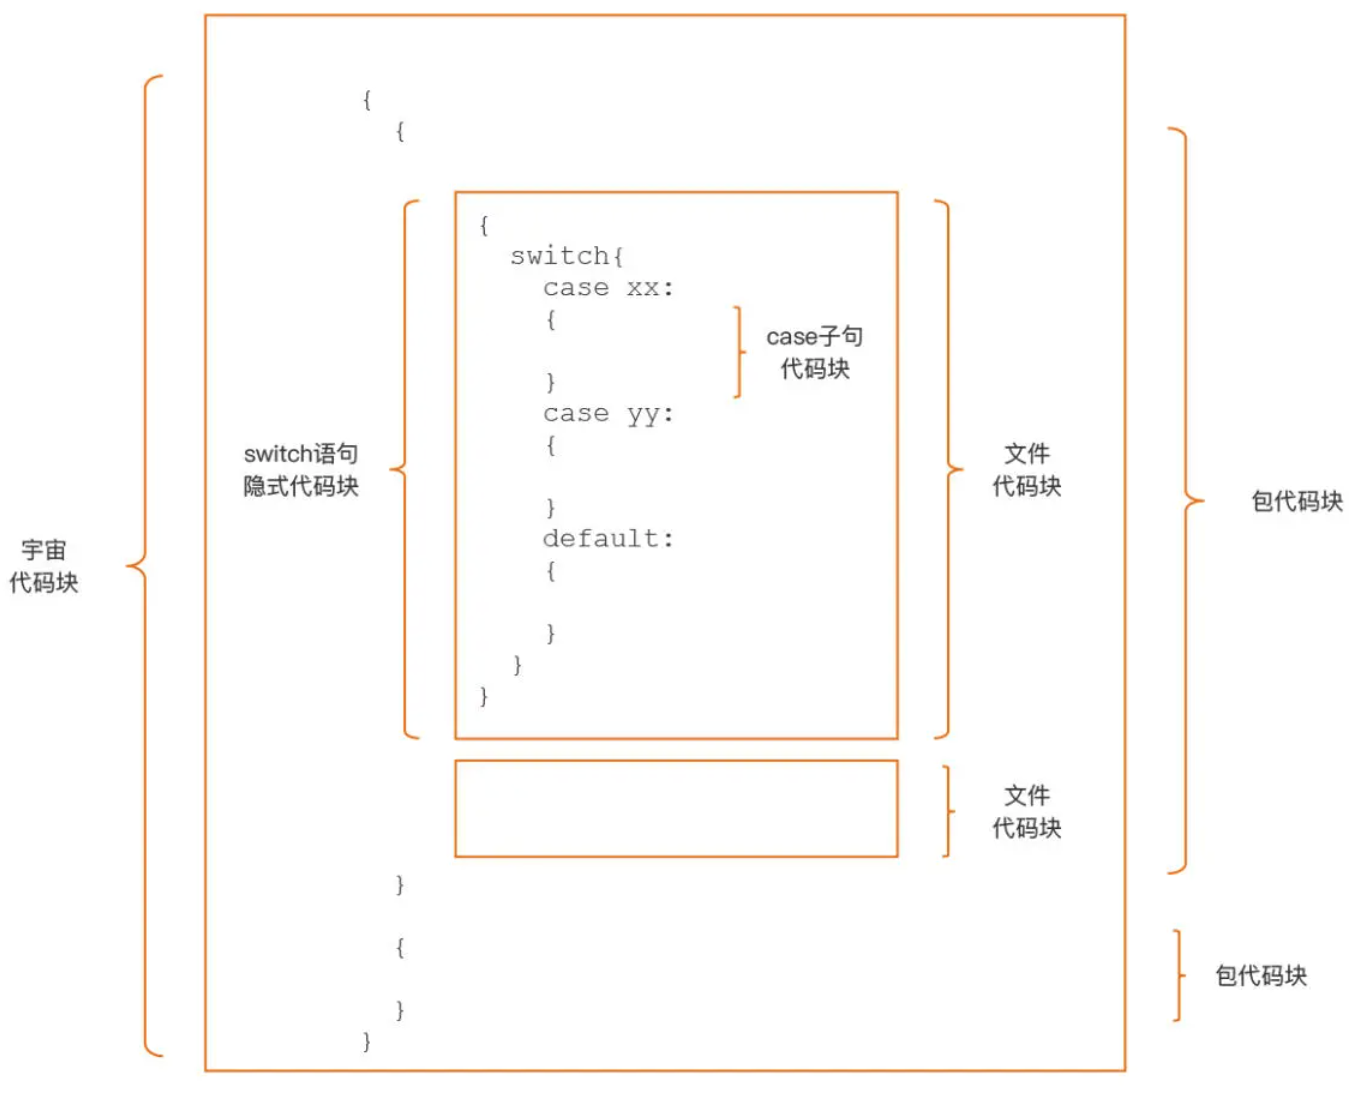 {
{
{
switch{
case xx:
{
case子句
代码块
}
case yy:
{
switch语句
隐式代码块
文件
代码块
包代码块
}
default:
宇宙
代码块
{
}
}
}
文件
代码块
}
{
包代码块
}
}